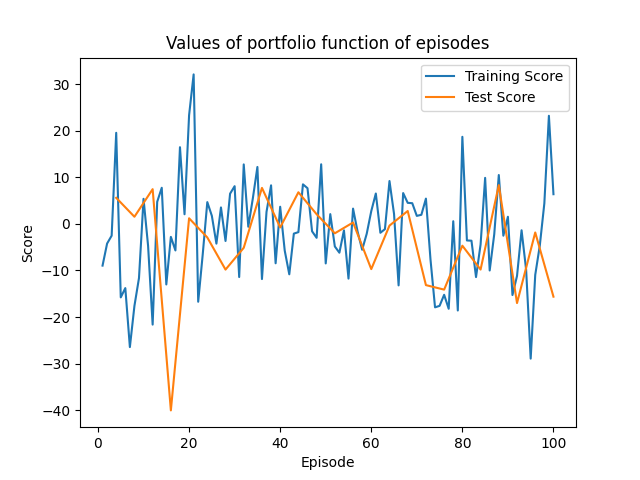 Values of portfolio function of episodes
Training Score
Test Score
30
20
10
0
−10
−20
−30
−40
Score
0 20 40 60 80 100
Episode